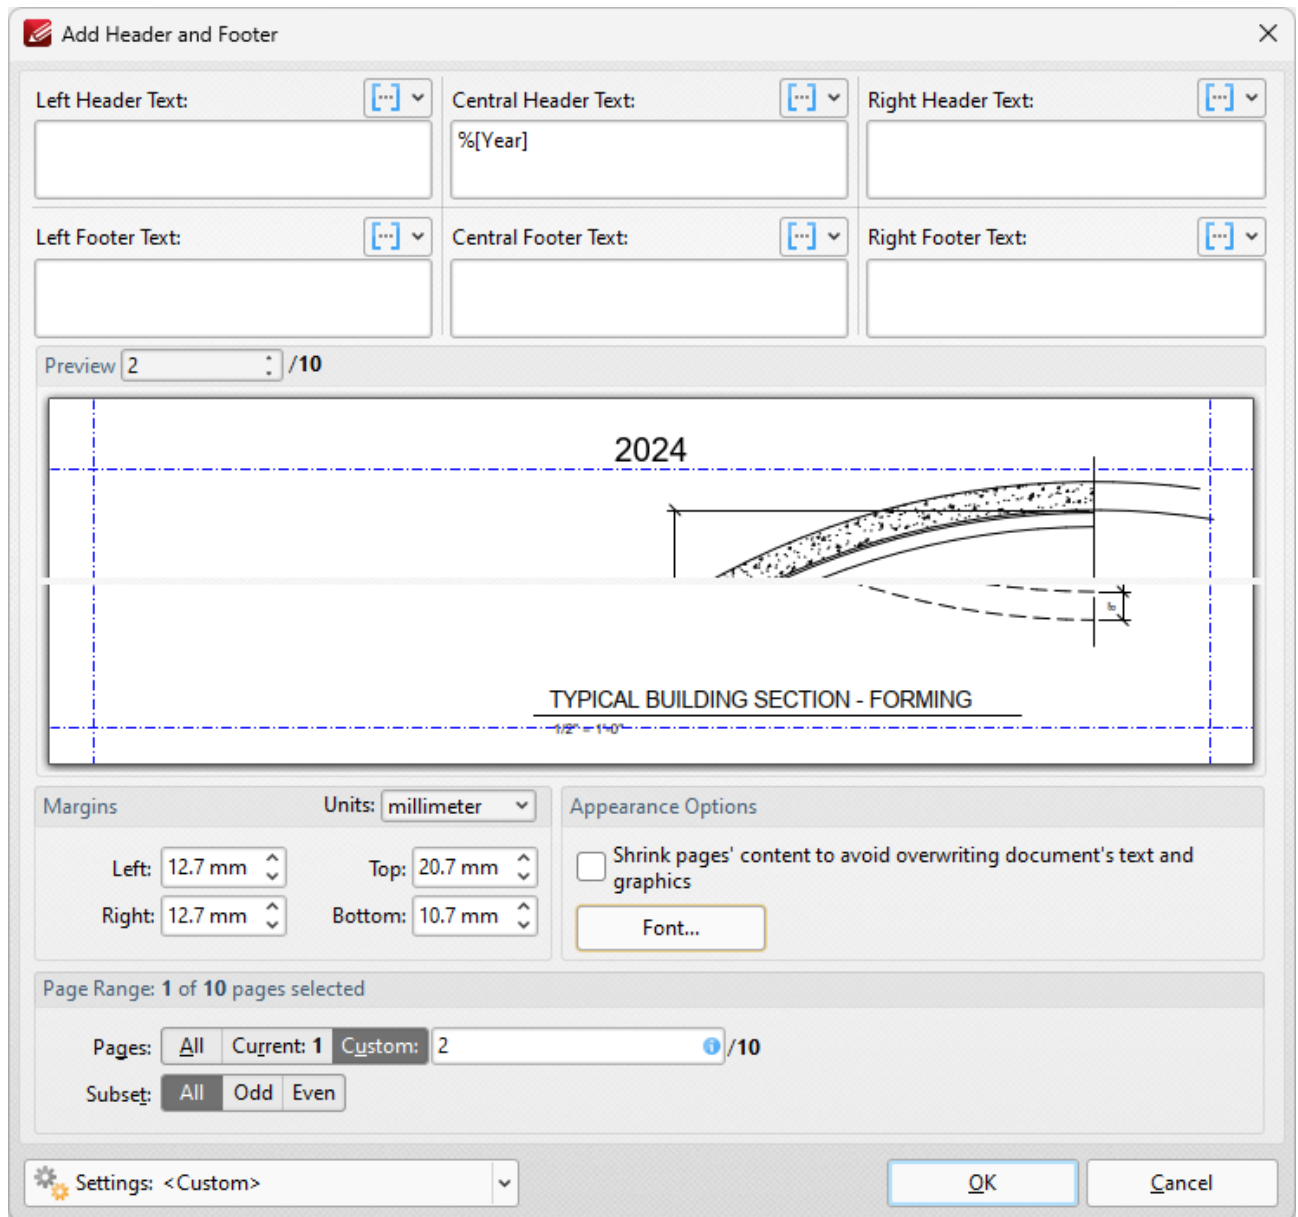 Add Header and Footer
Left Header Text:
Central Header Text:
Right Header Text:
%[Year]
Left Footer Text:
Central Footer Text:
Right Footer Text:
Preview 2 /10
2024
TYPICAL BUILDING SECTION - FORMING
1/2" = 1'-0"
Margins Units: millimeter
Left: 12.7 mm Top: 20.7 mm
Right: 12.7 mm Bottom: 10.7 mm
Appearance Options
Shrink pages' content to avoid overwriting document's text and
graphics
Font...
Page Range: 1 of 10 pages selected
Pages: All Current: 1 Custom: 2 /10
Subset: All Odd Even
Settings: <Custom>
OK
Cancel